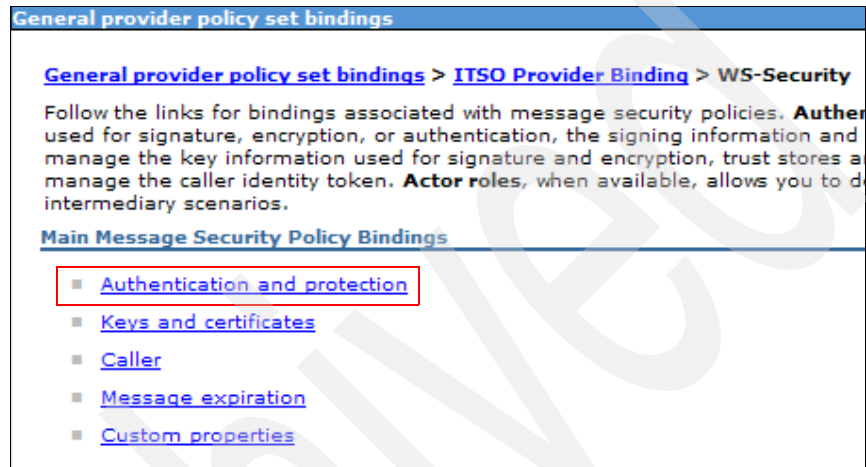 General provider policy set bindings
General provider policy set bindings > ITSO Provider Binding > WS-Security
Follow the links for bindings associated with message security policies. Authen
used for signature, encryption, or authentication, the signing information and
manage the key information used for signature and encryption, trust stores a
manage the caller identity token. Actor roles, when available, allows you to d
intermediary scenarios.
Main Message Security Policy Bindings
Authentication and protection
Keys and certificates
Caller
Message expiration
Custom properties